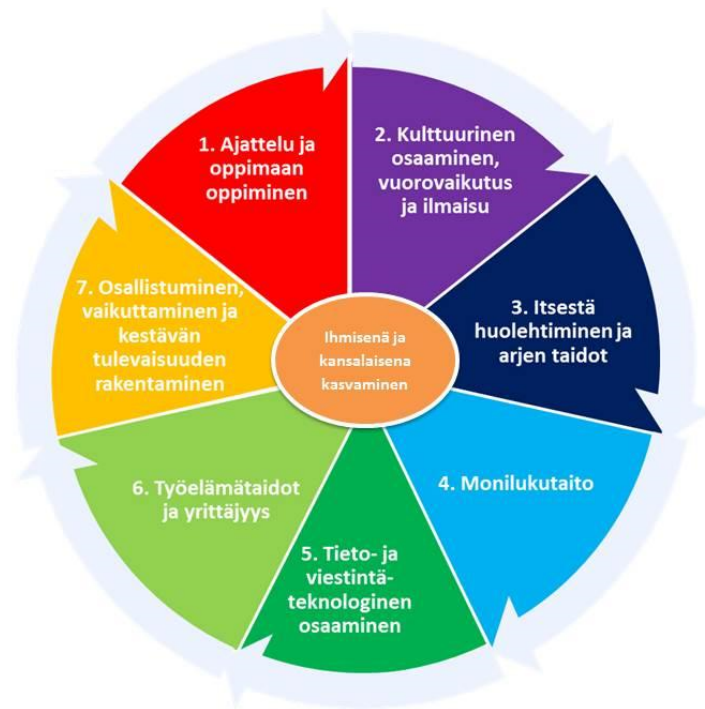 1. Ajattelu ja
oppimaan
oppiminen
2. Kulttuurinen
osaaminen,
vuorovaikutus
ja ilmaisu
3. Itsestä
huolehtiminen ja
arjen taidot
4. Monilukutaito
5. Tieto- ja
viestintä-
teknologinen
osaaminen
6. Työelämätaidot
ja yrittäjyys
7. Osallistuminen,
vaikuttaminen ja
kestävän
tulevaisuuden
rakentaminen
Ihmisenä ja
kansalaisena
kasvaminen